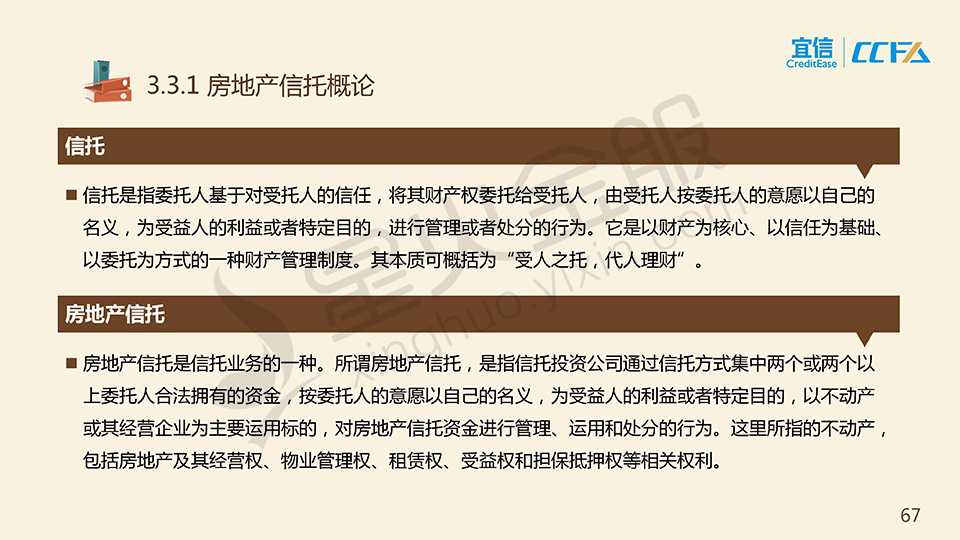 宜信
CreditEase
CCFA
3.3.1 房地产信托概论
信托
■ 信托是指委托人基于对受托人的信任，将其财产权委托给受托人，由受托人按委托人的意愿以自己的
名义，为受益人的利益或者特定目的，进行管理或者处分的行为。它是以财产为核心、以信任为基础、
以委托为方式的一种财产管理制度。其本质可概括为“受人之托，代人理财”。
房地产信托
■ 房地产信托是信托业务的一种。所谓房地产信托，是指信托投资公司通过信托方式集中两个或两个以
上委托人合法拥有的资金，按委托人的意愿以自己的名义，为受益人的利益或者特定目的，以不动产
或其经营企业为主要运用标的，对房地产信托资金进行管理、运用和处分的行为。这里所指的不动产，
包括房地产及其经营权、物业管理权、租赁权、受益权和担保抵押权等相关权利。
星火金服
xinghuo.yixin.com
67